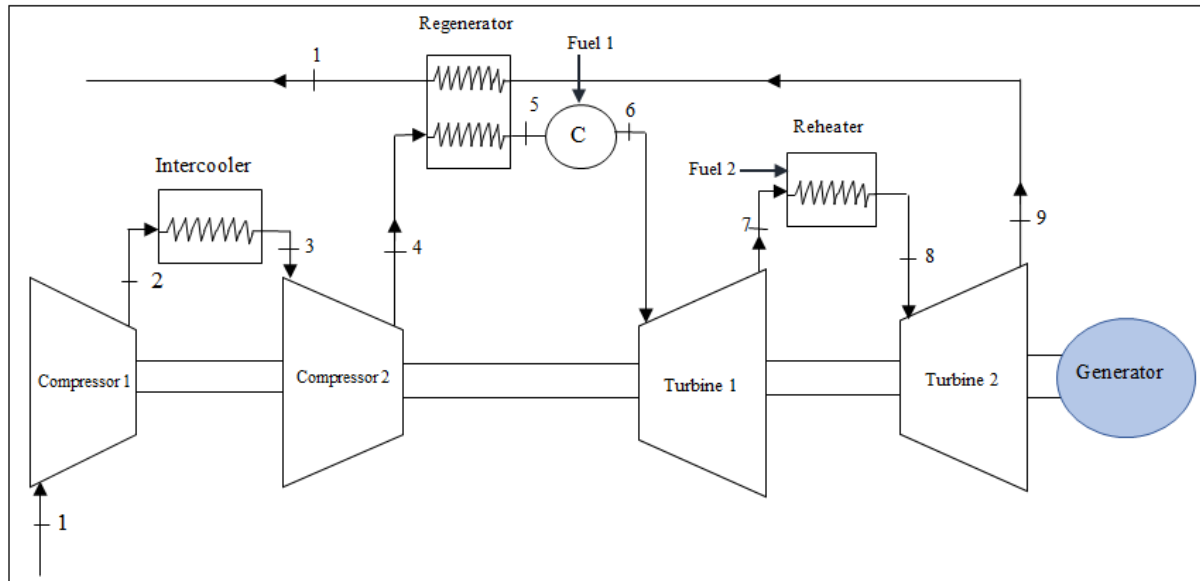 Regenerator
Fuel 1
1
5
6
C
Reheater
Intercooler
Fuel 2
7
2
3
4
8
9
Compressor 1
Compressor 2
Turbine 1
Turbine 2
Generator
1